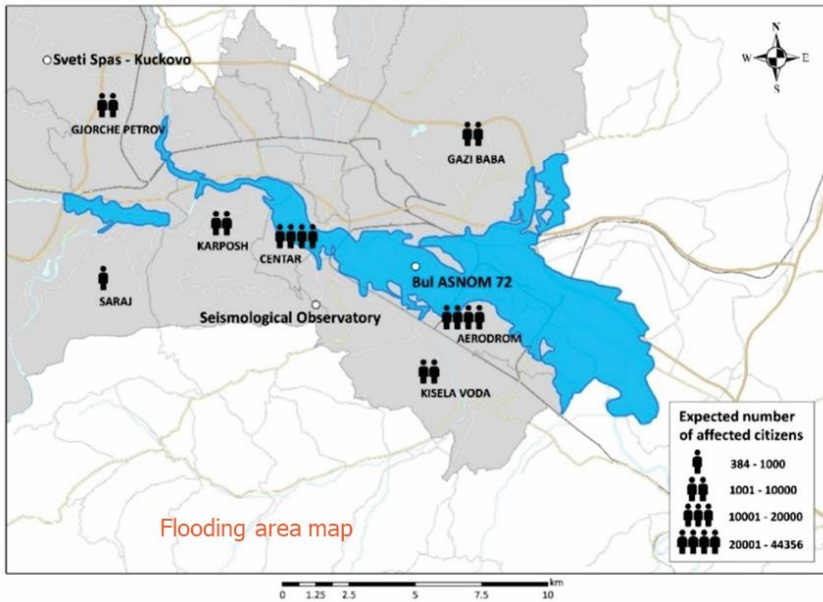 N
W E
S
Sveti Spas - Kuckovo
GJORCHE PETROV
GAZI BABA
KARPOSH
CENTAR
Bul ASNOM 72
SARAJ
Seismological Observatory
AERODROM
KISELA VODA
Expected number
of affected citizens
384 - 1000
1001 - 10000
10001 - 20000
20001 - 44356
Flooding area map
km
0 1.25 2.5 5 7.5 10